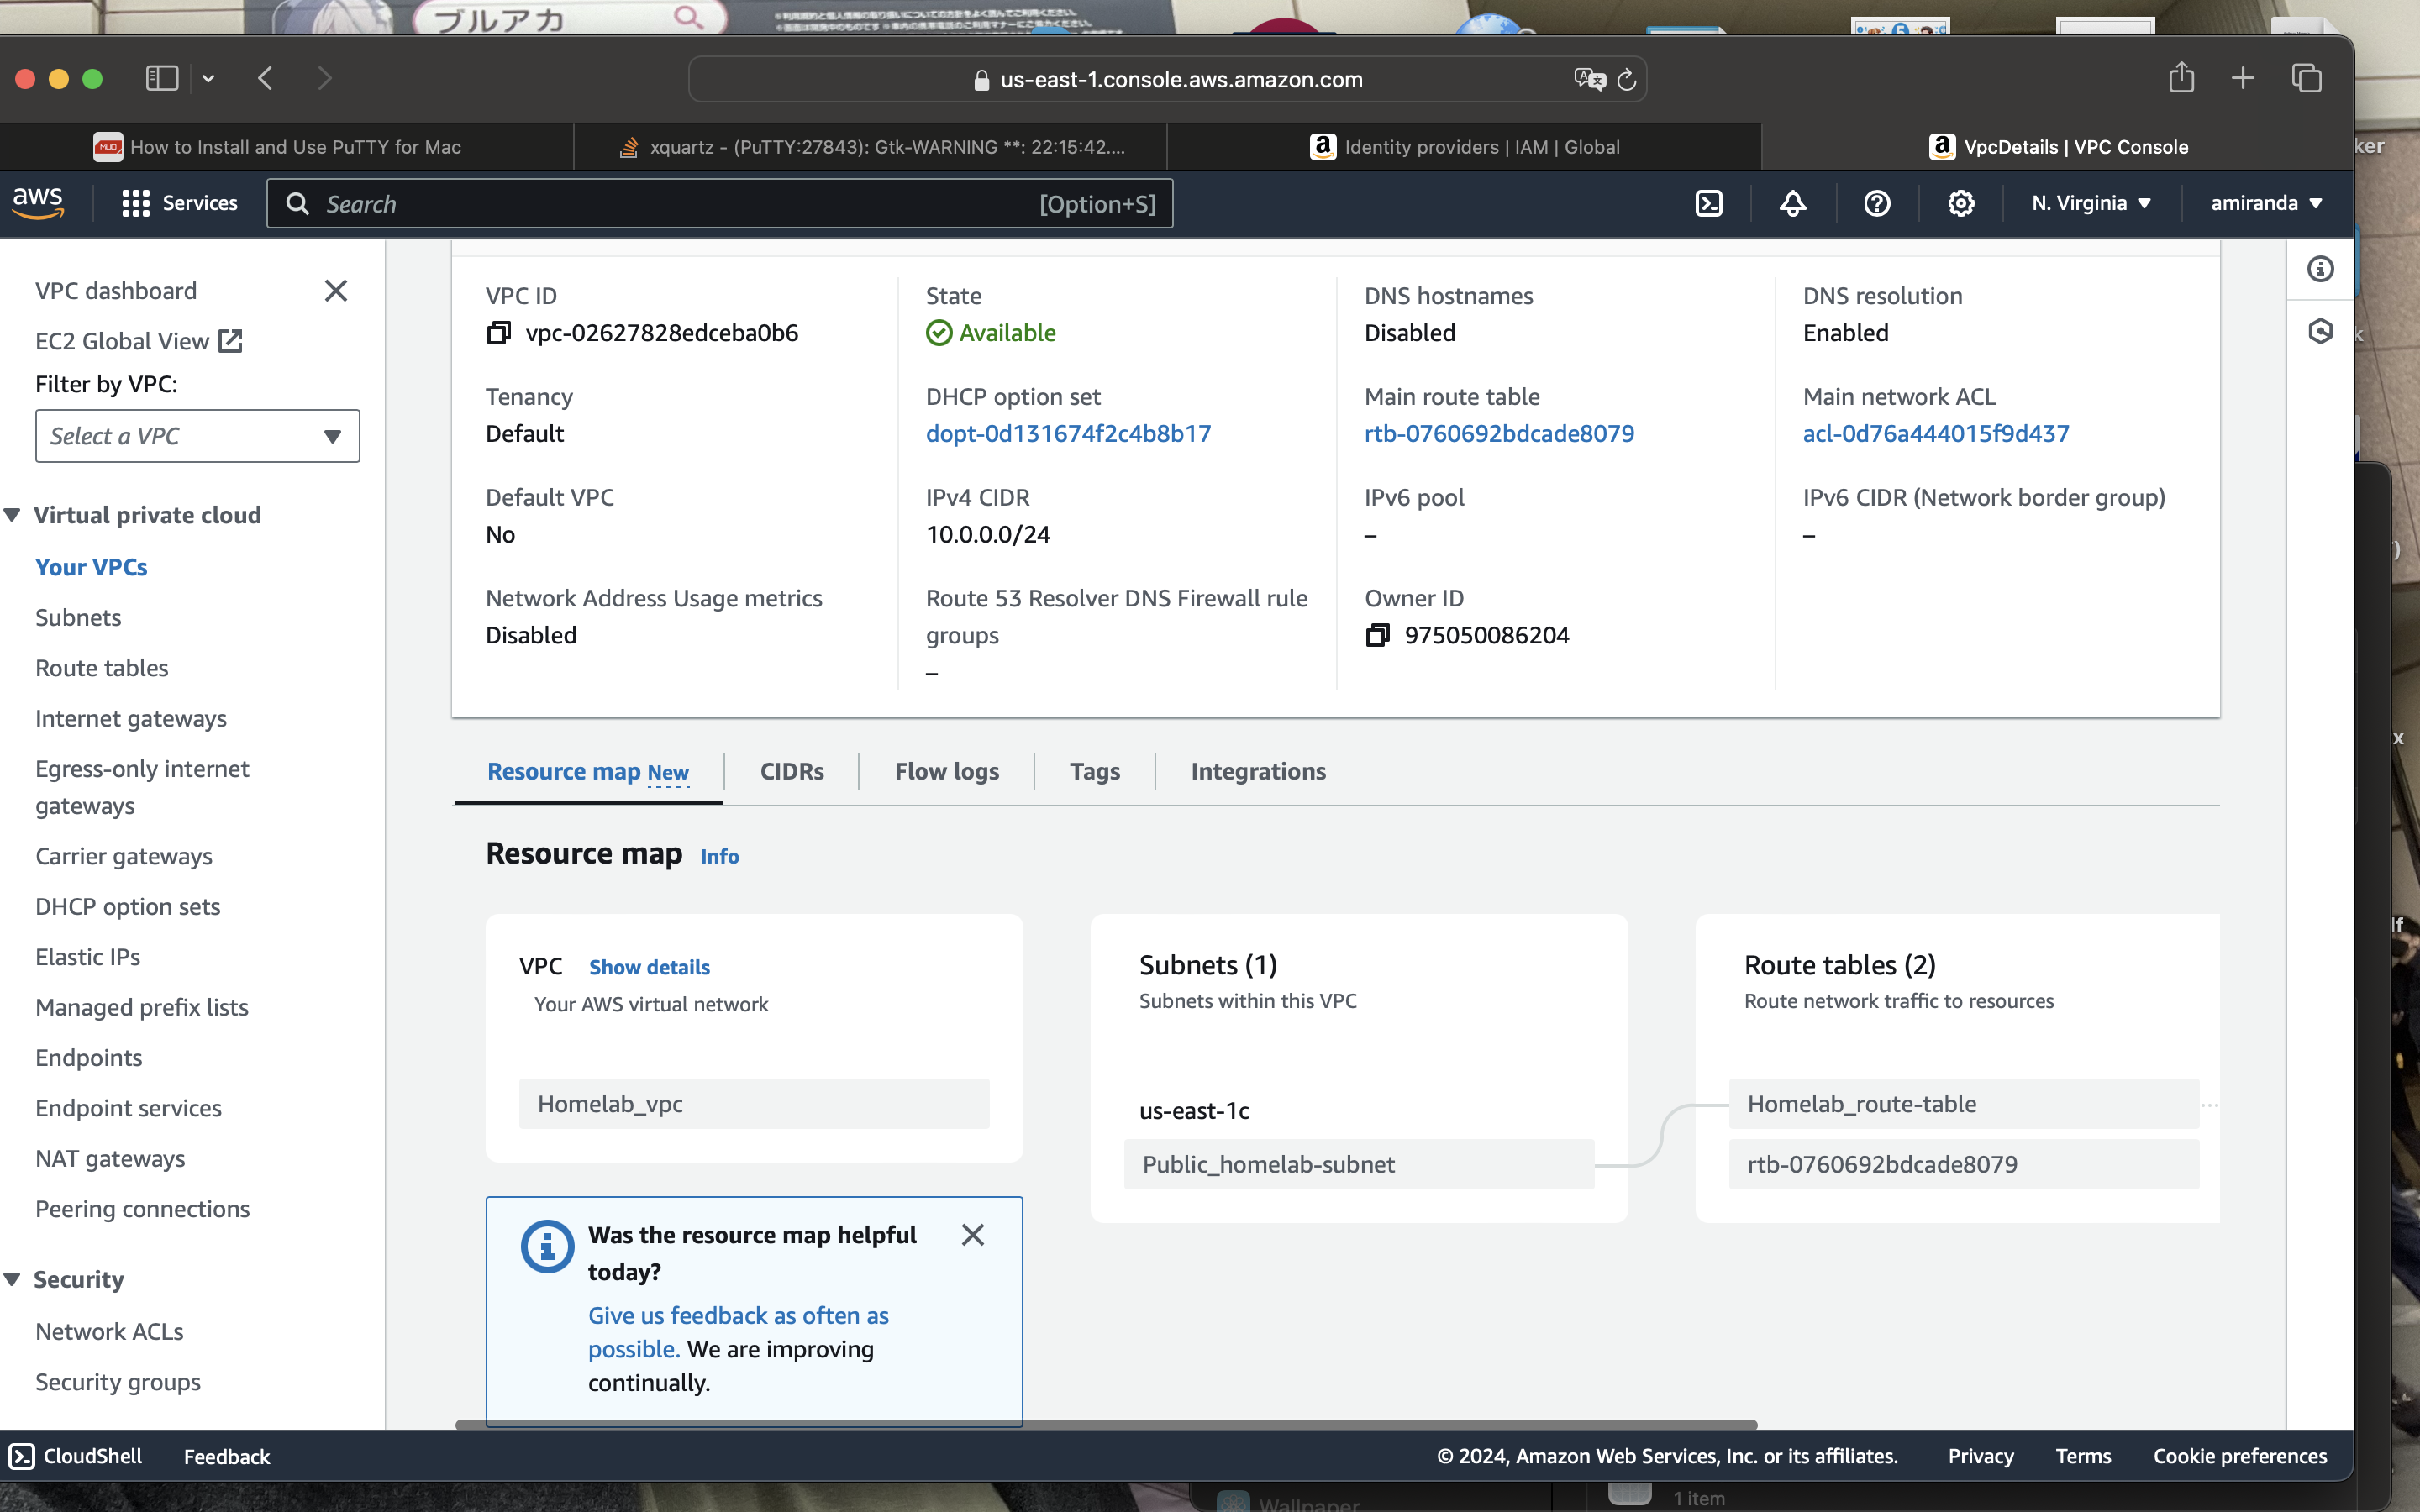 ブルアカ
us-east-1.console.aws.amazon.com
How to Install and Use PuTTY for Mac
xquartz - (PuTTY:27843): Gtk-WARNING **: 22:15:42....
Identity providers | IAM | Global
VpcDetails | VPC Console
aws
Services
Search
[Option+S]
N. Virginia
amiranda
VPC dashboard
EC2 Global View
Filter by VPC:
Select a VPC
Virtual private cloud
Your VPCs
Subnets
Route tables
Internet gateways
Egress-only internet
gateways
Carrier gateways
DHCP option sets
Elastic IPs
Managed prefix lists
Endpoints
Endpoint services
NAT gateways
Peering connections
Security
Network ACLs
Security groups
VPC ID
vpc-02627828edceba0b6
State
Available
DNS hostnames
Disabled
DNS resolution
Enabled
Tenancy
Default
DHCP option set
dopt-0d131674f2c4b8b17
Main route table
rtb-0760692bdcade8079
Main network ACL
acl-0d76a444015f9d437
Default VPC
No
IPv4 CIDR
10.0.0.0/24
IPv6 pool
–
IPv6 CIDR (Network border group)
–
Network Address Usage metrics
Disabled
Route 53 Resolver DNS Firewall rule
groups
–
Owner ID
975050086204
Resource map New
CIDRs
Flow logs
Tags
Integrations
Resource map Info
VPC Show details
Your AWS virtual network
Homelab_vpc
Subnets (1)
Subnets within this VPC
us-east-1c
Public_homelab-subnet
Route tables (2)
Route network traffic to resources
Homelab_route-table
rtb-0760692bdcade8079
Was the resource map helpful
today?
Give us feedback as often as
possible. We are improving
continually.
CloudShell
Feedback
© 2024, Amazon Web Services, Inc. or its affiliates.
Privacy
Terms
Cookie preferences
Wallpaper
1 item